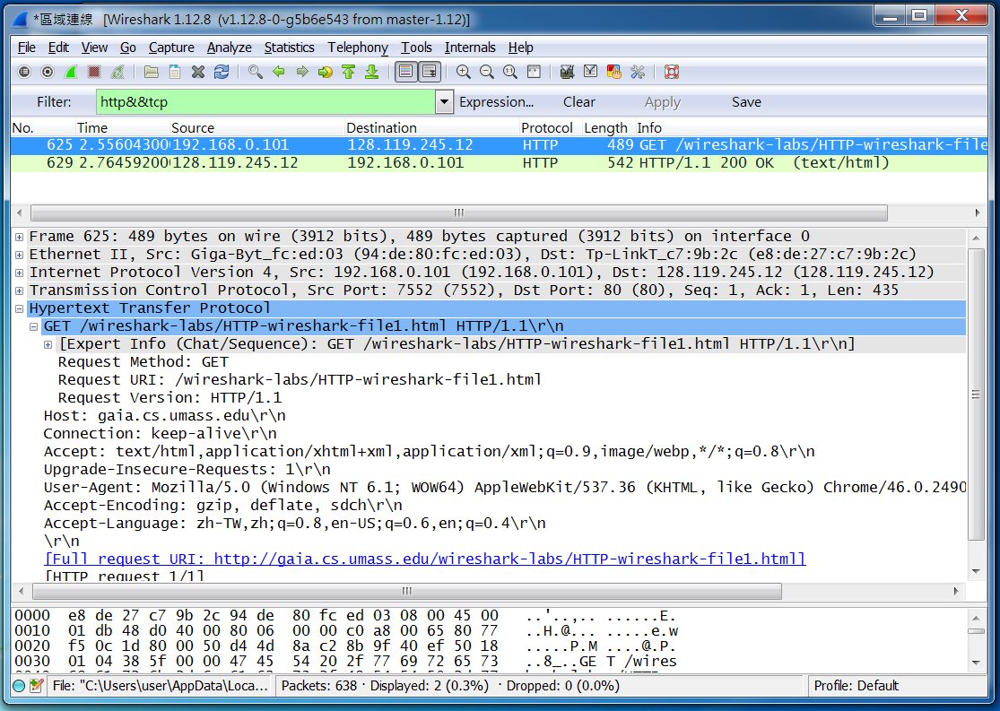 *區域連線 [Wireshark 1.12.8 (v1.12.8-0-g5b6e543 from master-1.12)]
File Edit View Go Capture Analyze Statistics Telephony Tools Internals Help
Filter: http&&tcp Expression... Clear Apply Save
No. Time Source Destination Protocol Length Info
625 2.556043000 192.168.0.101 128.119.245.12 HTTP 489 GET /wireshark-labs/HTTP-wireshark-file
629 2.764592000 128.119.245.12 192.168.0.101 HTTP 542 HTTP/1.1 200 OK (text/html)
Frame 625: 489 bytes on wire (3912 bits), 489 bytes captured (3912 bits) on interface 0
Ethernet II, Src: Giga-Byt_fc:ed:03 (94:de:80:fc:ed:03), Dst: Tp-LinkT_c7:9b:2c (e8:de:27:c7:9b:2c)
Internet Protocol Version 4, Src: 192.168.0.101 (192.168.0.101), Dst: 128.119.245.12 (128.119.245.12)
Transmission Control Protocol, Src Port: 7552 (7552), Dst Port: 80 (80), Seq: 1, Ack: 1, Len: 435
Hypertext Transfer Protocol
GET /wireshark-labs/HTTP-wireshark-file1.html HTTP/1.1\r\n
[Expert Info (Chat/Sequence): GET /wireshark-labs/HTTP-wireshark-file1.html HTTP/1.1\r\n]
Request Method: GET
Request URI: /wireshark-labs/HTTP-wireshark-file1.html
Request Version: HTTP/1.1
Host: gaia.cs.umass.edu\r\n
Connection: keep-alive\r\n
Accept: text/html,application/xhtml+xml,application/xml;q=0.9,image/webp,*/*;q=0.8\r\n
Upgrade-Insecure-Requests: 1\r\n
User-Agent: Mozilla/5.0 (Windows NT 6.1; WOW64) AppleWebKit/537.36 (KHTML, like Gecko) Chrome/46.0.2490
Accept-Encoding: gzip, deflate, sdch\r\n
Accept-Language: zh-TW,zh;q=0.8,en-US;q=0.6,en;q=0.4\r\n
\r\n
[Full request URI: http://gaia.cs.umass.edu/wireshark-labs/HTTP-wireshark-file1.html]
[HTTP request 1/1]
0000 e8 de 27 c7 9b 2c 94 de 80 fc ed 03 08 00 45 00 ..'..,.. ......E.
0010 01 db 48 d0 40 00 80 06 00 00 c0 a8 00 65 80 77 ..H.@... .....e.w
0020 f5 0c 1d 80 00 50 d4 4d 8a c2 8b 9f 40 ef 50 18 .....P.M ....@.P.
0030 01 04 38 5f 00 00 47 45 54 20 2f 77 69 72 65 73 ..8_..GE T /wires
File: "C:\Users\user\AppData\Loca... Packets: 638 · Displayed: 2 (0.3%) · Dropped: 0 (0.0%) Profile: Default